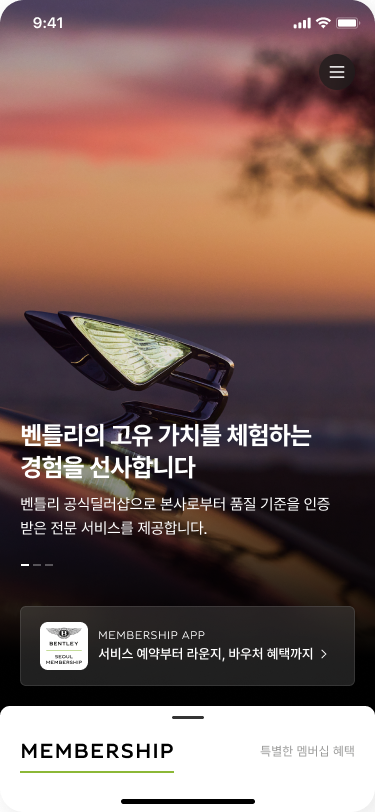 9:41
벤틀리의 고유 가치를 체험하는
경험을 선사합니다
벤틀리 공식딜러샵으로 본사로부터 품질 기준을 인증
받은 전문 서비스를 제공합니다.
BENTLEY
SEOUL
MEMBERSHIP
MEMBERSHIP APP
서비스 예약부터 라운지, 바우처 혜택까지
MEMBERSHIP
특별한 멤버십 혜택